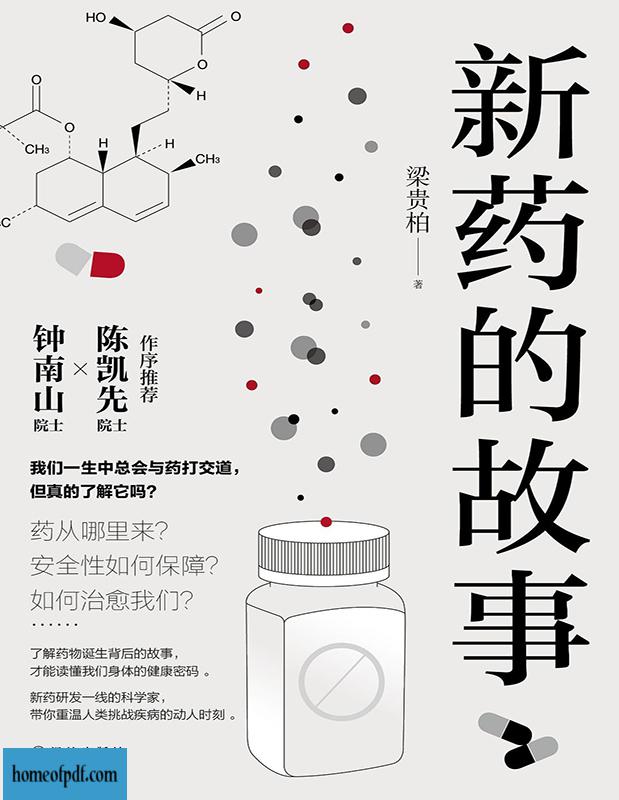 HO
O
O
H
O
O
H
H
CH₃
CH₃
C
新药的故事
梁贵柏
著
作序推荐
陈凯先院士
×
钟南山院士
我们一生中总会与药打交道，
但真的了解它吗？
药从哪里来？
安全性如何保障？
如何治愈我们？
……
了解药物诞生背后的故事，
才能读懂我们身体的健康密码。
新药研发一线的科学家，
带你重温人类挑战疾病的动人时刻。
homeofpdf.com